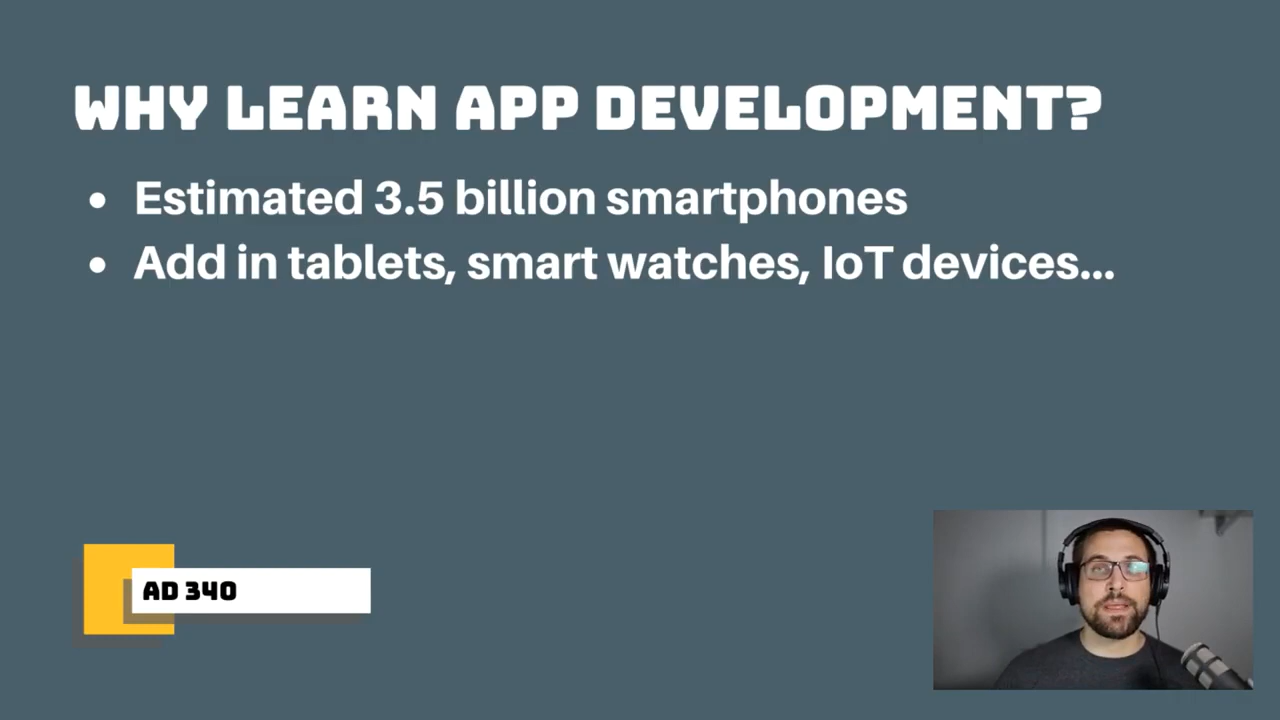 WHY LEARN APP DEVELOPMENT?
• Estimated 3.5 billion smartphones
• Add in tablets, smart watches, IoT devices...
AD 340